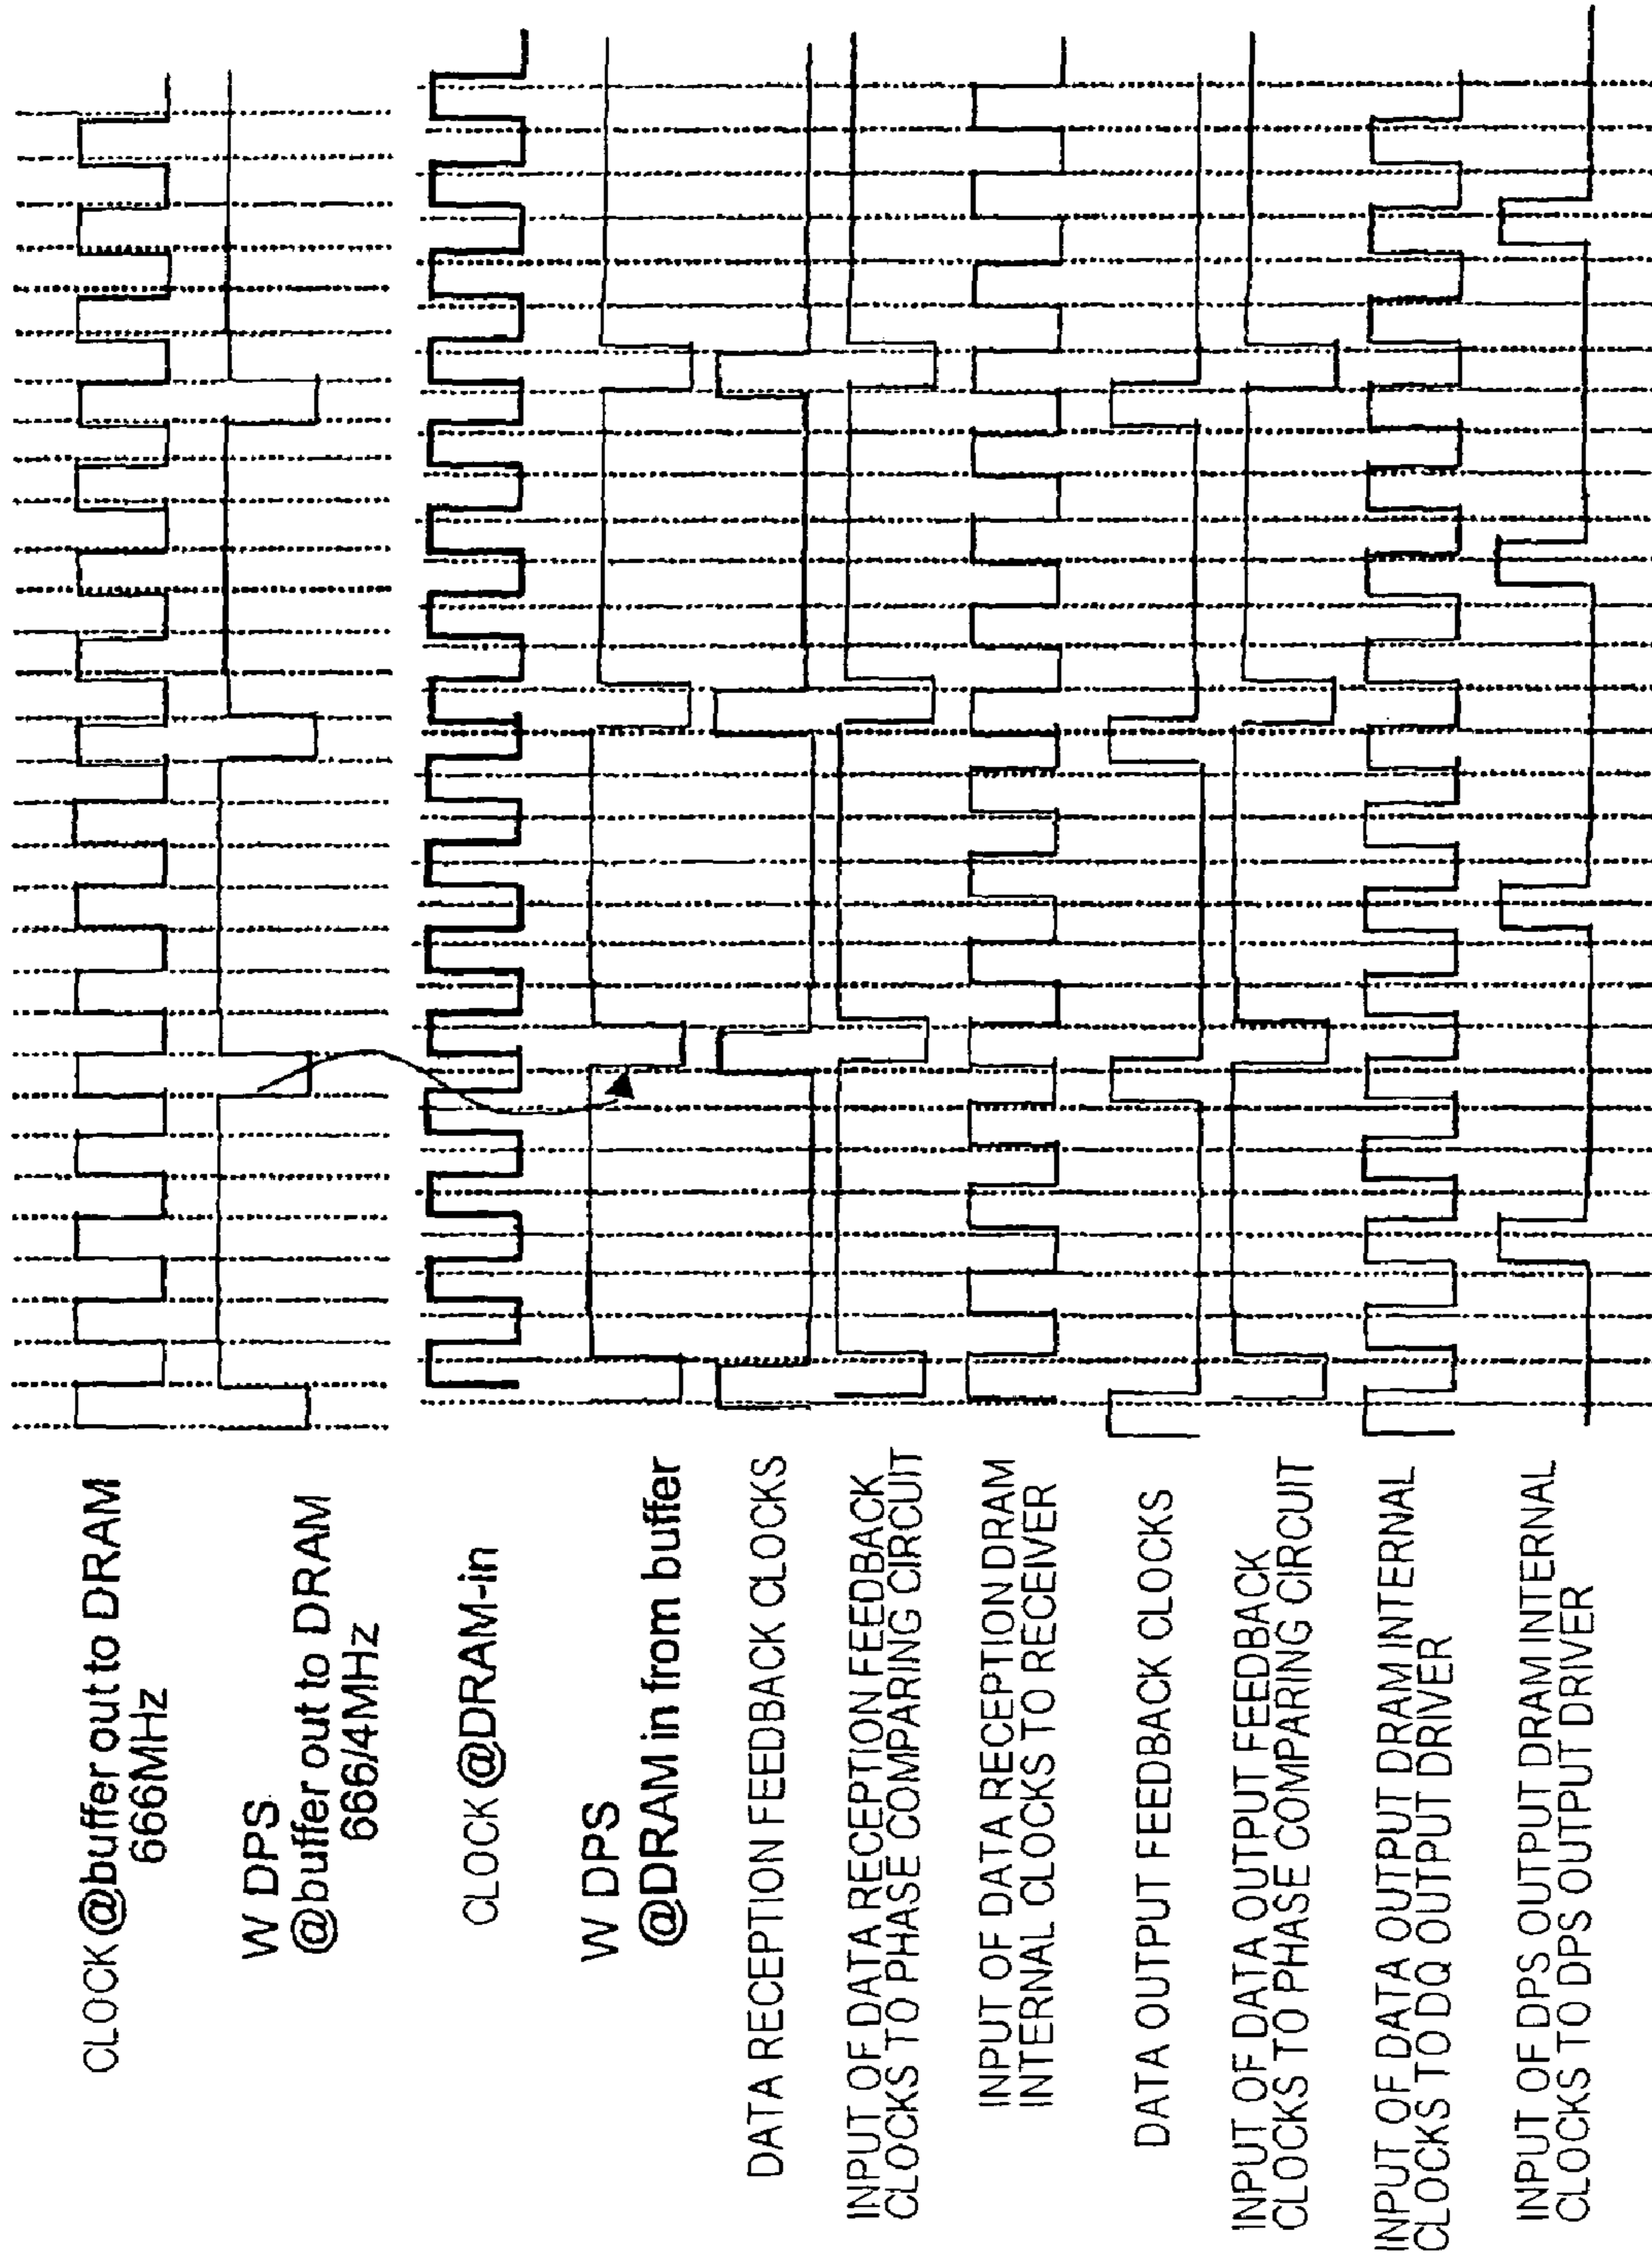 CLOCK@buffer out to DRAM
666MHz
W DPS
@buffer out to DRAM
666/4MHz
CLOCK@DRAM-in
W DPS
@DRAM in from buffer
DATA RECEPTION FEEDBACK CLOCKS
INPUT OF DATA RECEPTION FEEDBACK
CLOCKS TO PHASE COMPARING CIRCUIT
INPUT OF DATA RECEPTION DRAM
INTERNAL CLOCKS TO RECEIVER
DATA OUTPUT FEEDBACK CLOCKS
INPUT OF DATA OUTPUT FEEDBACK
CLOCKS TO PHASE COMPARING CIRCUIT
INPUT OF DATA OUTPUT DRAM INTERNAL
CLOCKS TO DQ OUTPUT DRIVER
INPUT OF DPS OUTPUT DRAM INTERNAL
CLOCKS TO DPS OUTPUT DRIVER